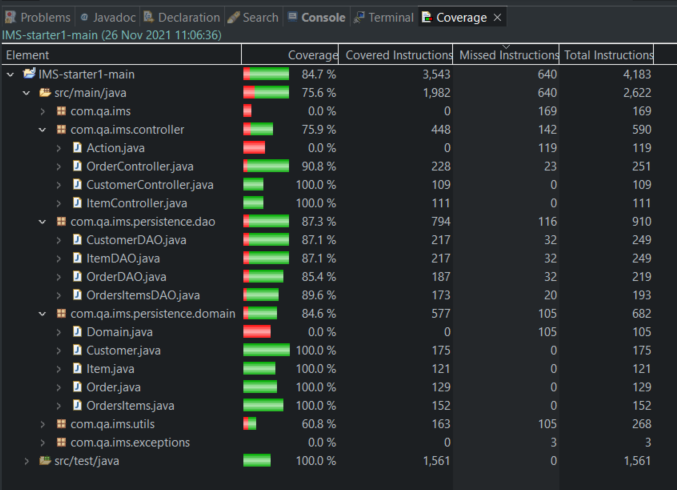 Problems Javadoc Declaration Search Console Terminal Coverage
IMS-starter1-main (26 Nov 2021 11:06:36)
Element Coverage Covered Instructions Missed Instructions Total Instructions
IMS-starter1-main 84.7 % 3,543 640 4,183
src/main/java 75.6 % 1,982 640 2,622
com.qa.ims 0.0 % 0 169 169
com.qa.ims.controller 75.9 % 448 142 590
Action.java 0.0 % 0 119 119
OrderController.java 90.8 % 228 23 251
CustomerController.java 100.0 % 109 0 109
ItemController.java 100.0 % 111 0 111
com.qa.ims.persistence.dao 87.3 % 794 116 910
CustomerDAO.java 87.1 % 217 32 249
ItemDAO.java 87.1 % 217 32 249
OrderDAO.java 85.4 % 187 32 219
OrdersItemsDAO.java 89.6 % 173 20 193
com.qa.ims.persistence.domain 84.6 % 577 105 682
Domain.java 0.0 % 0 105 105
Customer.java 100.0 % 175 0 175
Item.java 100.0 % 121 0 121
Order.java 100.0 % 129 0 129
OrdersItems.java 100.0 % 152 0 152
com.qa.ims.utils 60.8 % 163 105 268
com.qa.ims.exceptions 0.0 % 0 3 3
src/test/java 100.0 % 1,561 0 1,561